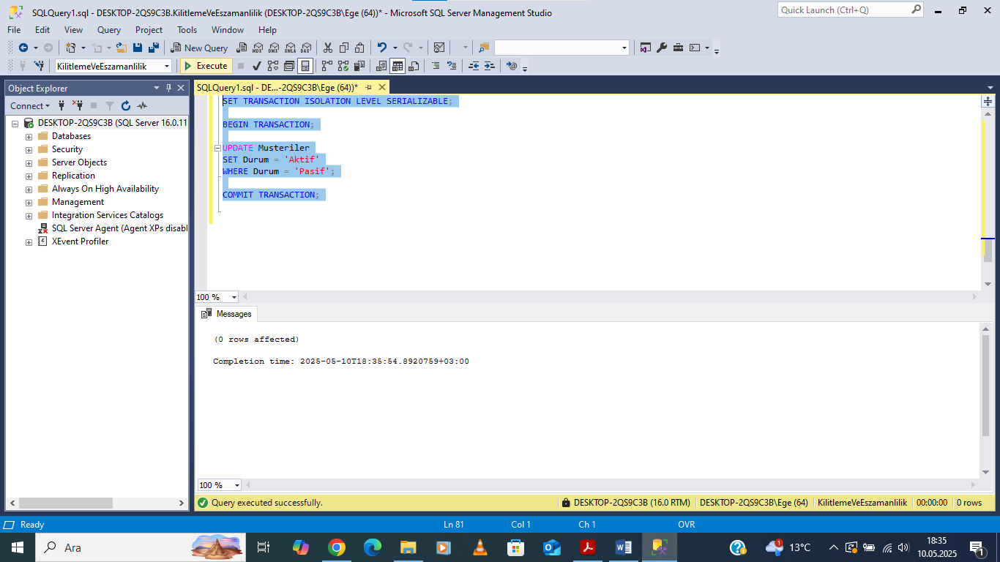 SQLQuery1.sql - DESKTOP-2QS9C3B.KilitlemeVeEszamanlilik (DESKTOP-2QS9C3B\Ege (64))* - Microsoft SQL Server Management Studio
Quick Launch (Ctrl+Q)
File Edit View Query Project Tools Window Help
New Query MDX DMX XMLA DAX
KilitlemeVeEszamanlilik Execute
Object Explorer
Connect
DESKTOP-2QS9C3B (SQL Server 16.0.11
Databases
Security
Server Objects
Replication
Always On High Availability
Management
Integration Services Catalogs
SQL Server Agent (Agent XPs disabl
XEvent Profiler
SQLQuery1.sql - DE...-2QS9C3B\Ege (64))*
SET TRANSACTION ISOLATION LEVEL SERIALIZABLE;
BEGIN TRANSACTION;
UPDATE Musteriler
SET Durum = 'Aktif'
WHERE Durum = 'Pasif';
COMMIT TRANSACTION;
100 %
Messages
(0 rows affected)
Completion time: 2025-05-10T18:35:54.8920759+03:00
100 %
Query executed successfully. DESKTOP-2QS9C3B (16.0 RTM) DESKTOP-2QS9C3B\Ege (64) KilitlemeVeEszamanlilik 00:00:00 0 rows
Ready Ln 81 Col 1 Ch 1 OVR
Ara 1 13°C 18:35
10.05.2025 1